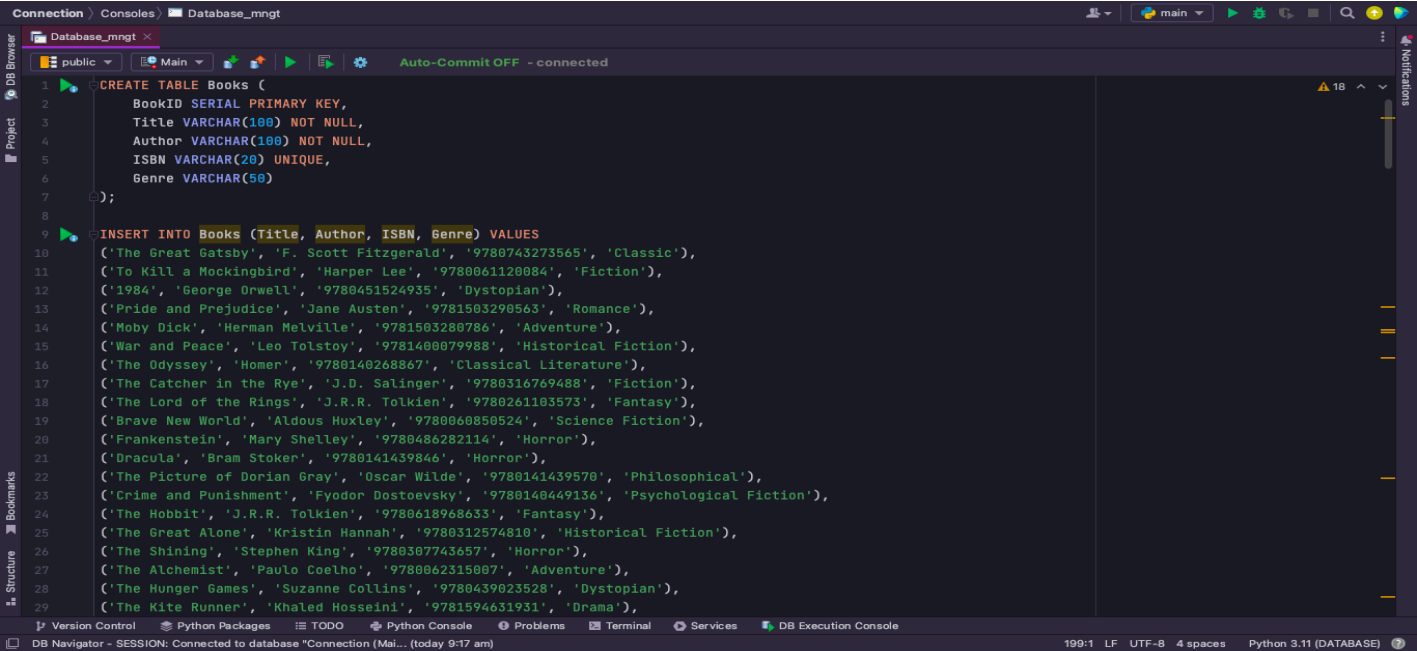 Connection Consoles Database_mngt main
Database_mngt
public Main Auto-Commit OFF - connected
1 CREATE TABLE Books ( 18
2 BookID SERIAL PRIMARY KEY,
3 Title VARCHAR(100) NOT NULL,
4 Author VARCHAR(100) NOT NULL,
5 ISBN VARCHAR(20) UNIQUE,
6 Genre VARCHAR(50)
7 );
8
9 INSERT INTO Books (Title, Author, ISBN, Genre) VALUES
10 ('The Great Gatsby', 'F. Scott Fitzgerald', '9780743273565', 'Classic'),
11 ('To Kill a Mockingbird', 'Harper Lee', '9780061120084', 'Fiction'),
12 ('1984', 'George Orwell', '9780451524935', 'Dystopian'),
13 ('Pride and Prejudice', 'Jane Austen', '9781503290563', 'Romance'),
14 ('Moby Dick', 'Herman Melville', '9781503280786', 'Adventure'),
15 ('War and Peace', 'Leo Tolstoy', '9781400079988', 'Historical Fiction'),
16 ('The Odyssey', 'Homer', '9780140268867', 'Classical Literature'),
17 ('The Catcher in the Rye', 'J.D. Salinger', '9780316769488', 'Fiction'),
18 ('The Lord of the Rings', 'J.R.R. Tolkien', '9780261103573', 'Fantasy'),
19 ('Brave New World', 'Aldous Huxley', '9780060850524', 'Science Fiction'),
20 ('Frankenstein', 'Mary Shelley', '9780486282114', 'Horror'),
21 ('Dracula', 'Bram Stoker', '9780141439846', 'Horror'),
22 ('The Picture of Dorian Gray', 'Oscar Wilde', '9780141439570', 'Philosophical'),
23 ('Crime and Punishment', 'Fyodor Dostoevsky', '9780140449136', 'Psychological Fiction'),
24 ('The Hobbit', 'J.R.R. Tolkien', '9780618968633', 'Fantasy'),
25 ('The Great Alone', 'Kristin Hannah', '9780312574810', 'Historical Fiction'),
26 ('The Shining', 'Stephen King', '9780307743657', 'Horror'),
27 ('The Alchemist', 'Paulo Coelho', '9780062315007', 'Adventure'),
28 ('The Hunger Games', 'Suzanne Collins', '9780439023528', 'Dystopian'),
29 ('The Kite Runner', 'Khaled Hosseini', '9781594631931', 'Drama'),
DB Browser
Project
Bookmarks
Structure
Notifications
Version Control Python Packages TODO Python Console Problems Terminal Services DB Execution Console
DB Navigator - SESSION: Connected to database "Connection (Mai... (today 9:17 am) 199:1 LF UTF-8 4 spaces Python 3.11 (DATABASE)